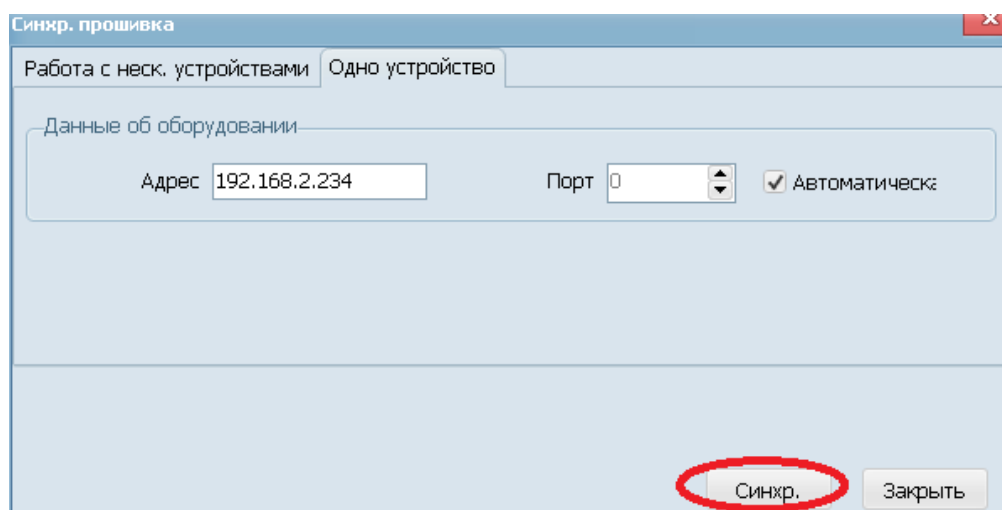 Синхр. прошивка
Работа с неск. устройствами Одно устройство
Данные об оборудовании
Адрес 192.168.2.234 Порт 0 Автоматическа
Синхр. Закрыть